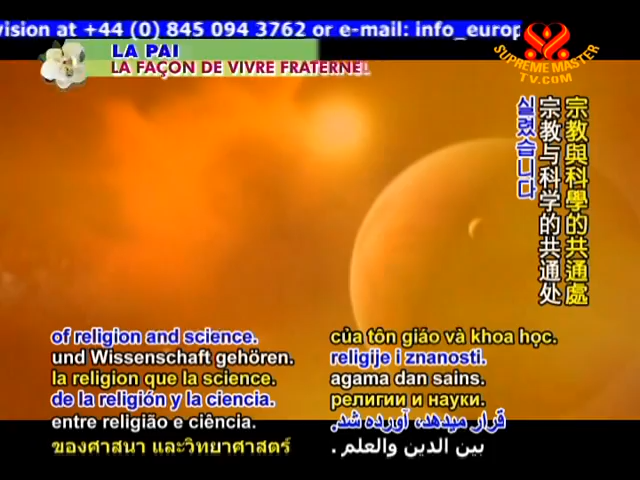 vision at +44 (0) 845 094 3762 or e-mail: info_europ
LA PAI
LA FAÇON DE VIVRE FRATERNEL
SUPREME MASTER
TV.COM
宗教與科學的共通處
宗教与科学的共通处
실렸습니다
of religion and science.
und Wissenschaft gehören.
la religion que la science.
de la religión y la ciencia.
entre religião e ciência.
ของศาสนา และวิทยาศาสตร์
của tôn giáo và khoa học.
religije i znanosti.
agama dan sains.
религии и науки.
قرار میدهد، آورده شد.
بين الدين والعلم.